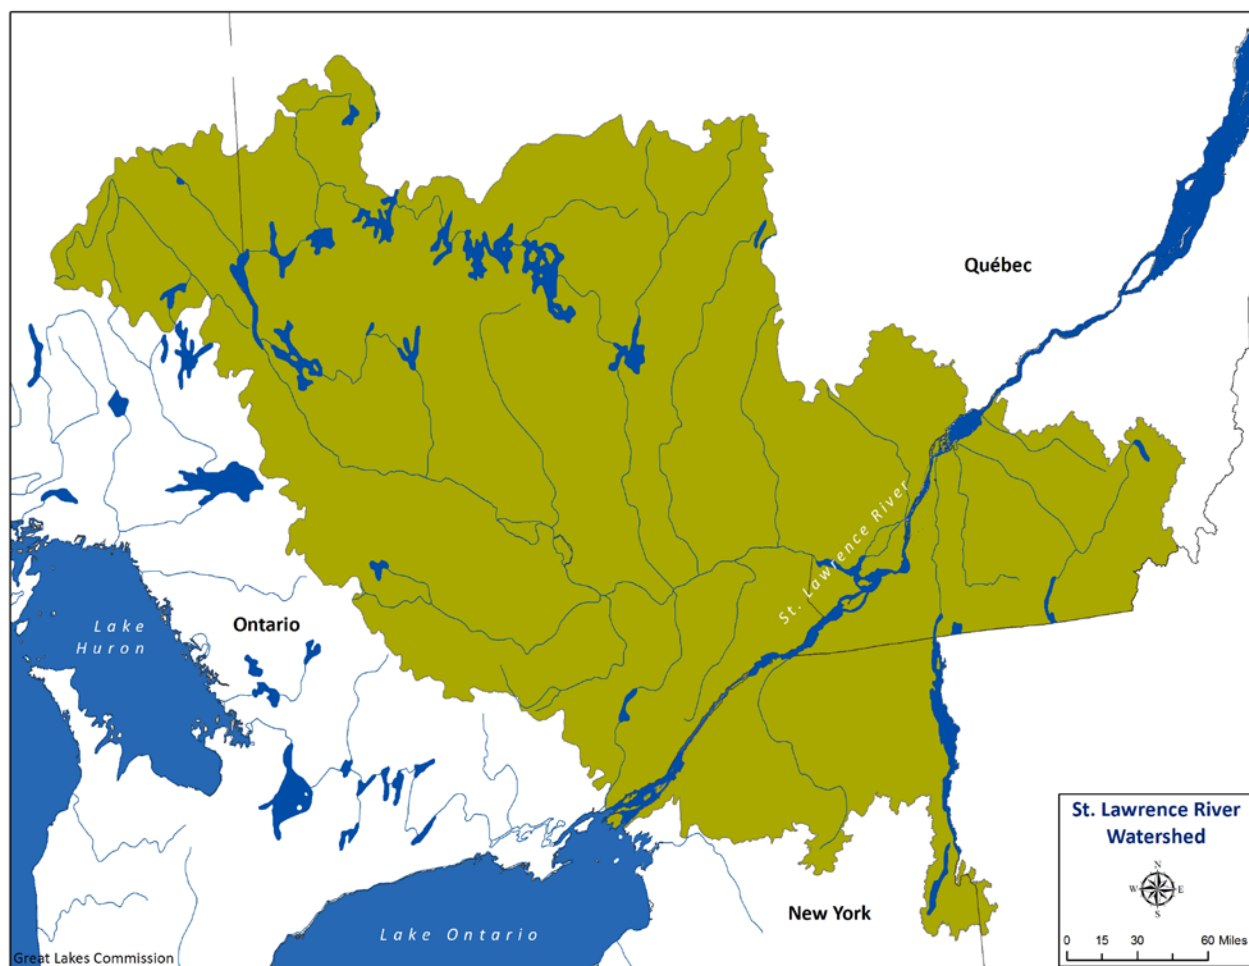 Québec
St. Lawrence River
Lake
Huron
Ontario
New York
Lake Ontario
Great Lakes Commission
St. Lawrence River
Watershed
N
W E
S
0 15 30 60 Miles